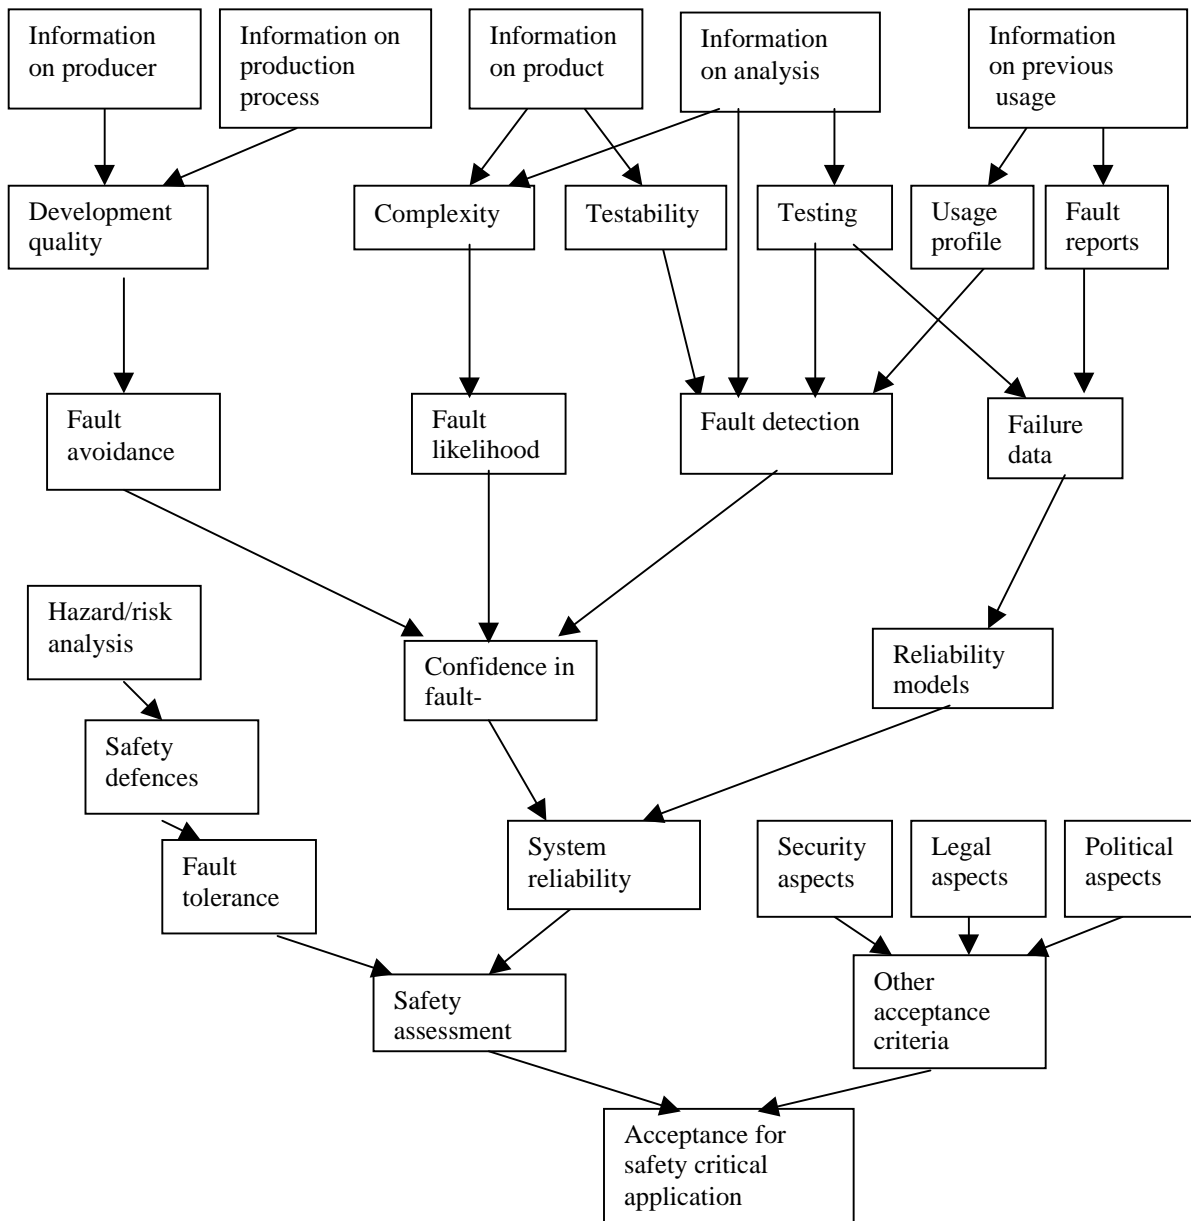 Information
on producer
Information on
production
process
Information
on product
Information
on analysis
Information
on previous
usage
Development
quality
Complexity
Testability
Testing
Usage
profile
Fault
reports
Fault
avoidance
Fault
likelihood
Fault detection
Failure
data
Hazard/risk
analysis
Confidence in
fault-
Reliability
models
Safety
defences
Fault
tolerance
System
reliability
Security
aspects
Legal
aspects
Political
aspects
Safety
assessment
Other
acceptance
criteria
Acceptance for
safety critical
application